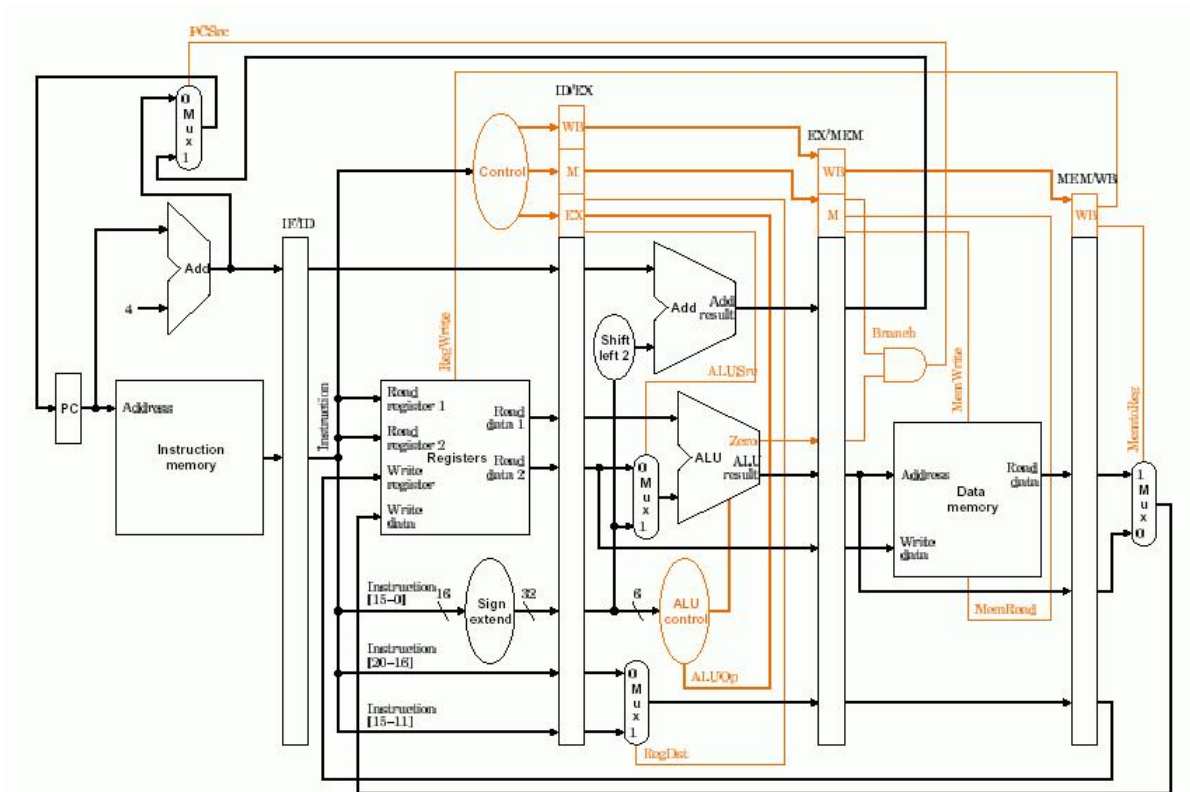 PCSrc
0
M
u
x
1
ID/EX
WB
M
EX
Control
EX/MEM
WB
M
MEM/WB
WB
IF/ID
Add
4
RegWrite
Shift
left 2
Add
Add
result
ALUSrc
Branch
MemWrite
MemtoReg
PC
Address
Instruction
memory
Instruction
Read
register 1
Read
register 2
Write
register
Write
data
Registers
Read
data 1
Read
data 2
0
M
u
x
1
Zero
ALU
ALU
result
Address
Write
data
Data
memory
Read
data
1
M
u
x
0
Instruction
[15–0]
16
Sign
extend
32
6
ALU
control
MemRead
Instruction
[20–16]
Instruction
[15–11]
0
M
u
x
1
ALUOp
RegDst